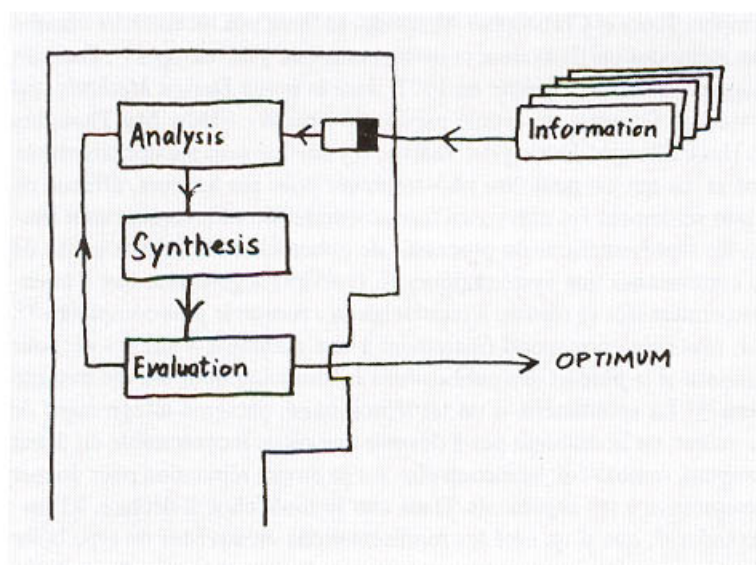 Analysis
Information
Synthesis
Evaluation
OPTIMUM